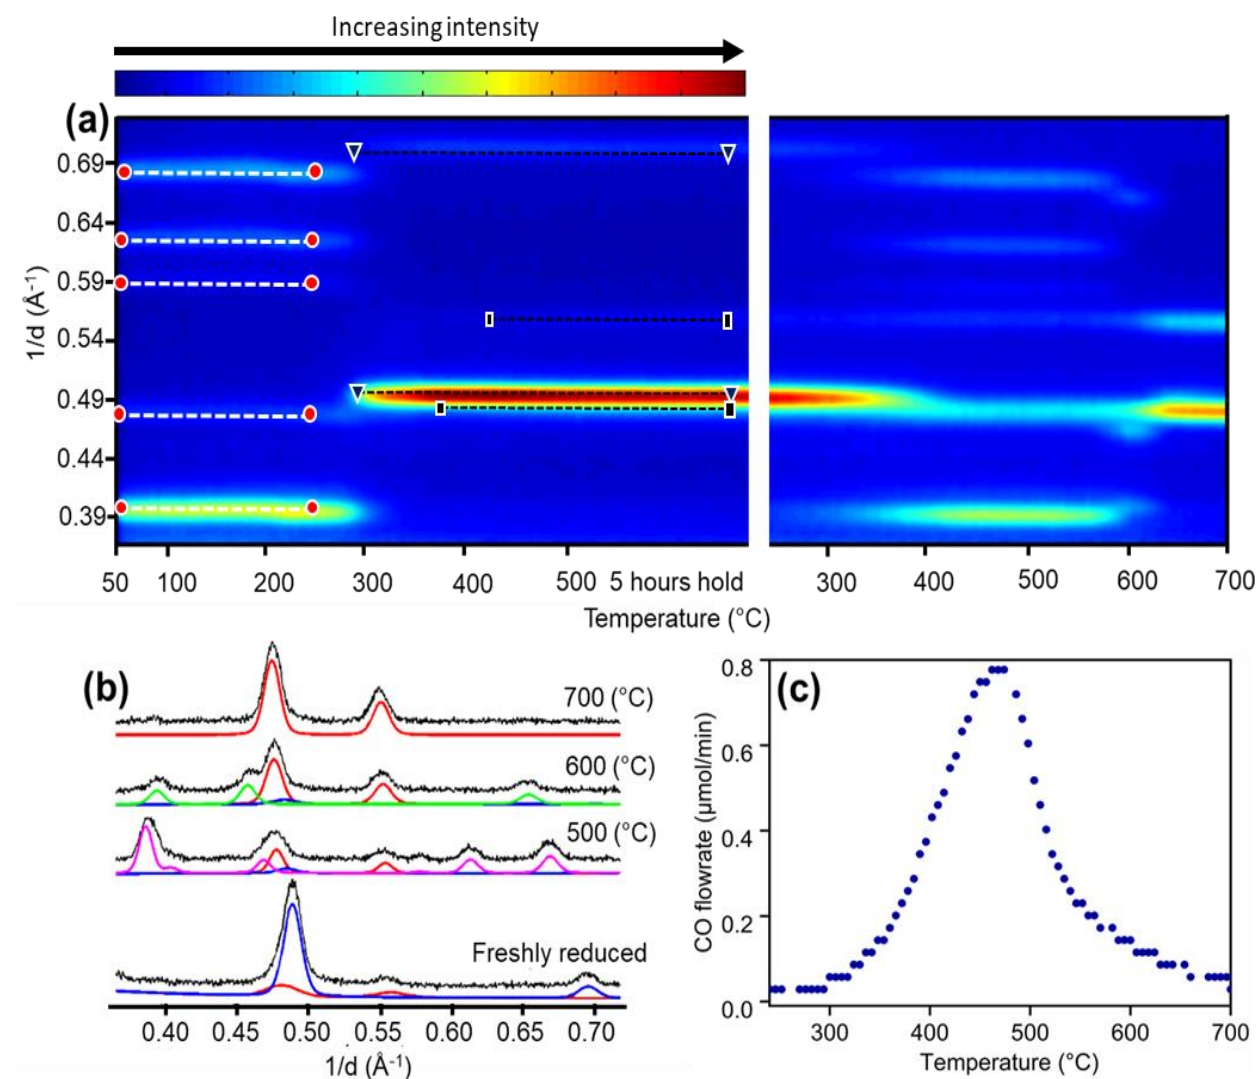 Increasing intensity
(a)
0.69
0.64
0.59
0.54
0.49
0.44
0.39
1/d (Å⁻¹)
50 100 200 300 400 500 5 hours hold 300 400 500 600 700
Temperature (°C)
(b)
700 (°C)
600 (°C)
500 (°C)
Freshly reduced
0.40 0.45 0.50 0.55 0.60 0.65 0.70
1/d (Å⁻¹)
(c)
0.8
0.6
0.4
0.2
0.0
CO flowrate (µmol/min)
300 400 500 600 700
Temperature (°C)